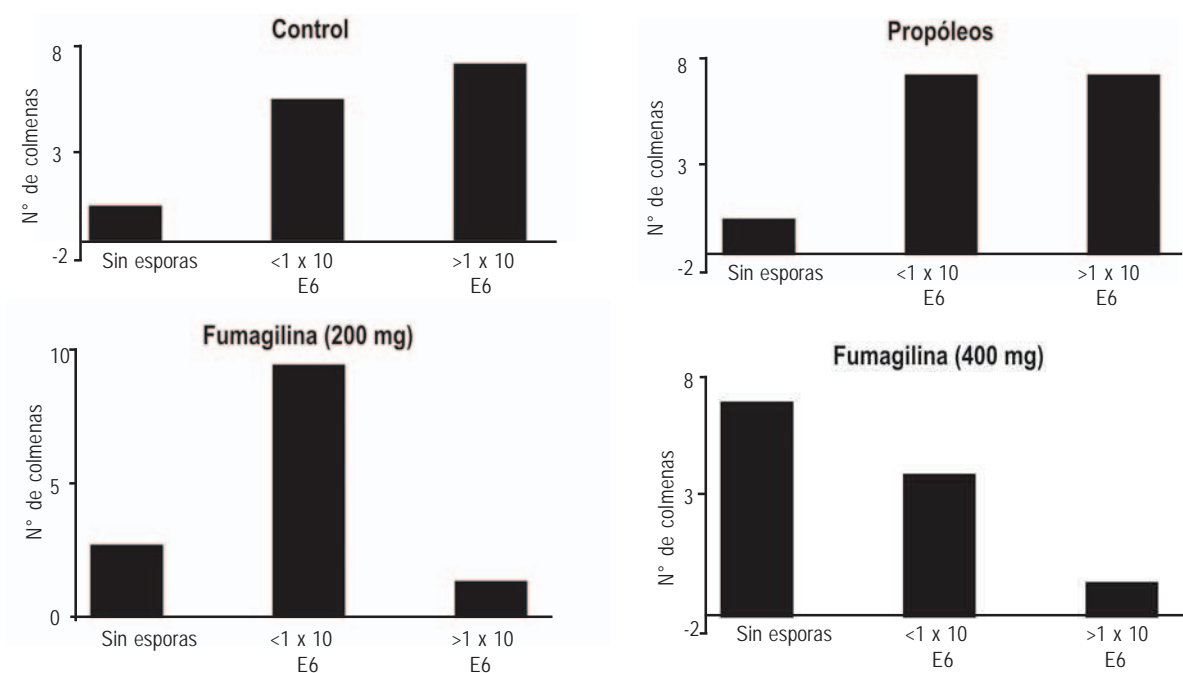 Control
8
3
-2
N° de colmenas
Sin esporas
<1 x 10
E6
>1 x 10
E6
Propóleos
8
3
-2
N° de colmenas
Sin esporas
<1 x 10
E6
>1 x 10
E6
Fumagilina (200 mg)
10
5
0
N° de colmenas
Sin esporas
<1 x 10
E6
>1 x 10
E6
Fumagilina (400 mg)
8
3
-2
N° de colmenas
Sin esporas
<1 x 10
E6
>1 x 10
E6